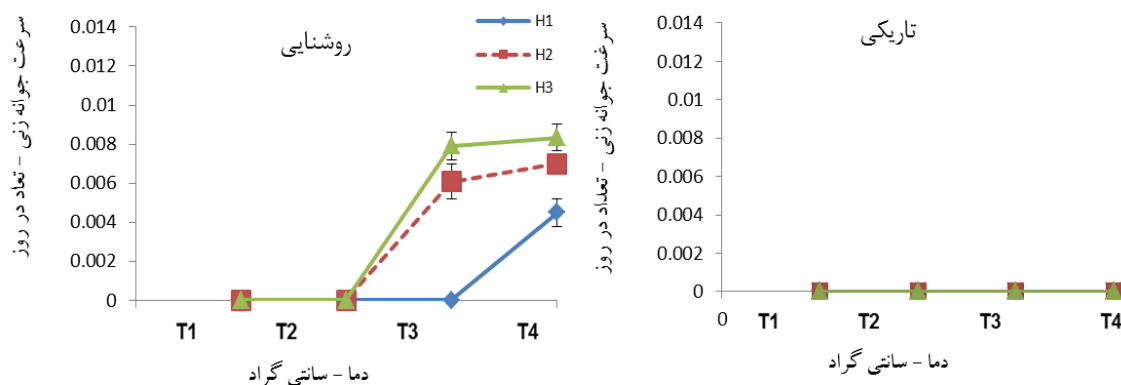 سرعت جوانه زنی - تعاد در روز
0.014
0.012
0.01
0.008
0.006
0.004
0.002
0
روشنایی
H1
H2
H3
T1 T2 T3 T4
دما - سانتی گراد
سرغت جوانه زنی - تعداد در روز
0.014
0.012
0.01
0.008
0.006
0.004
0.002
0
تاریکی
0 T1 T2 T3 T4
دما - سانتی گراد